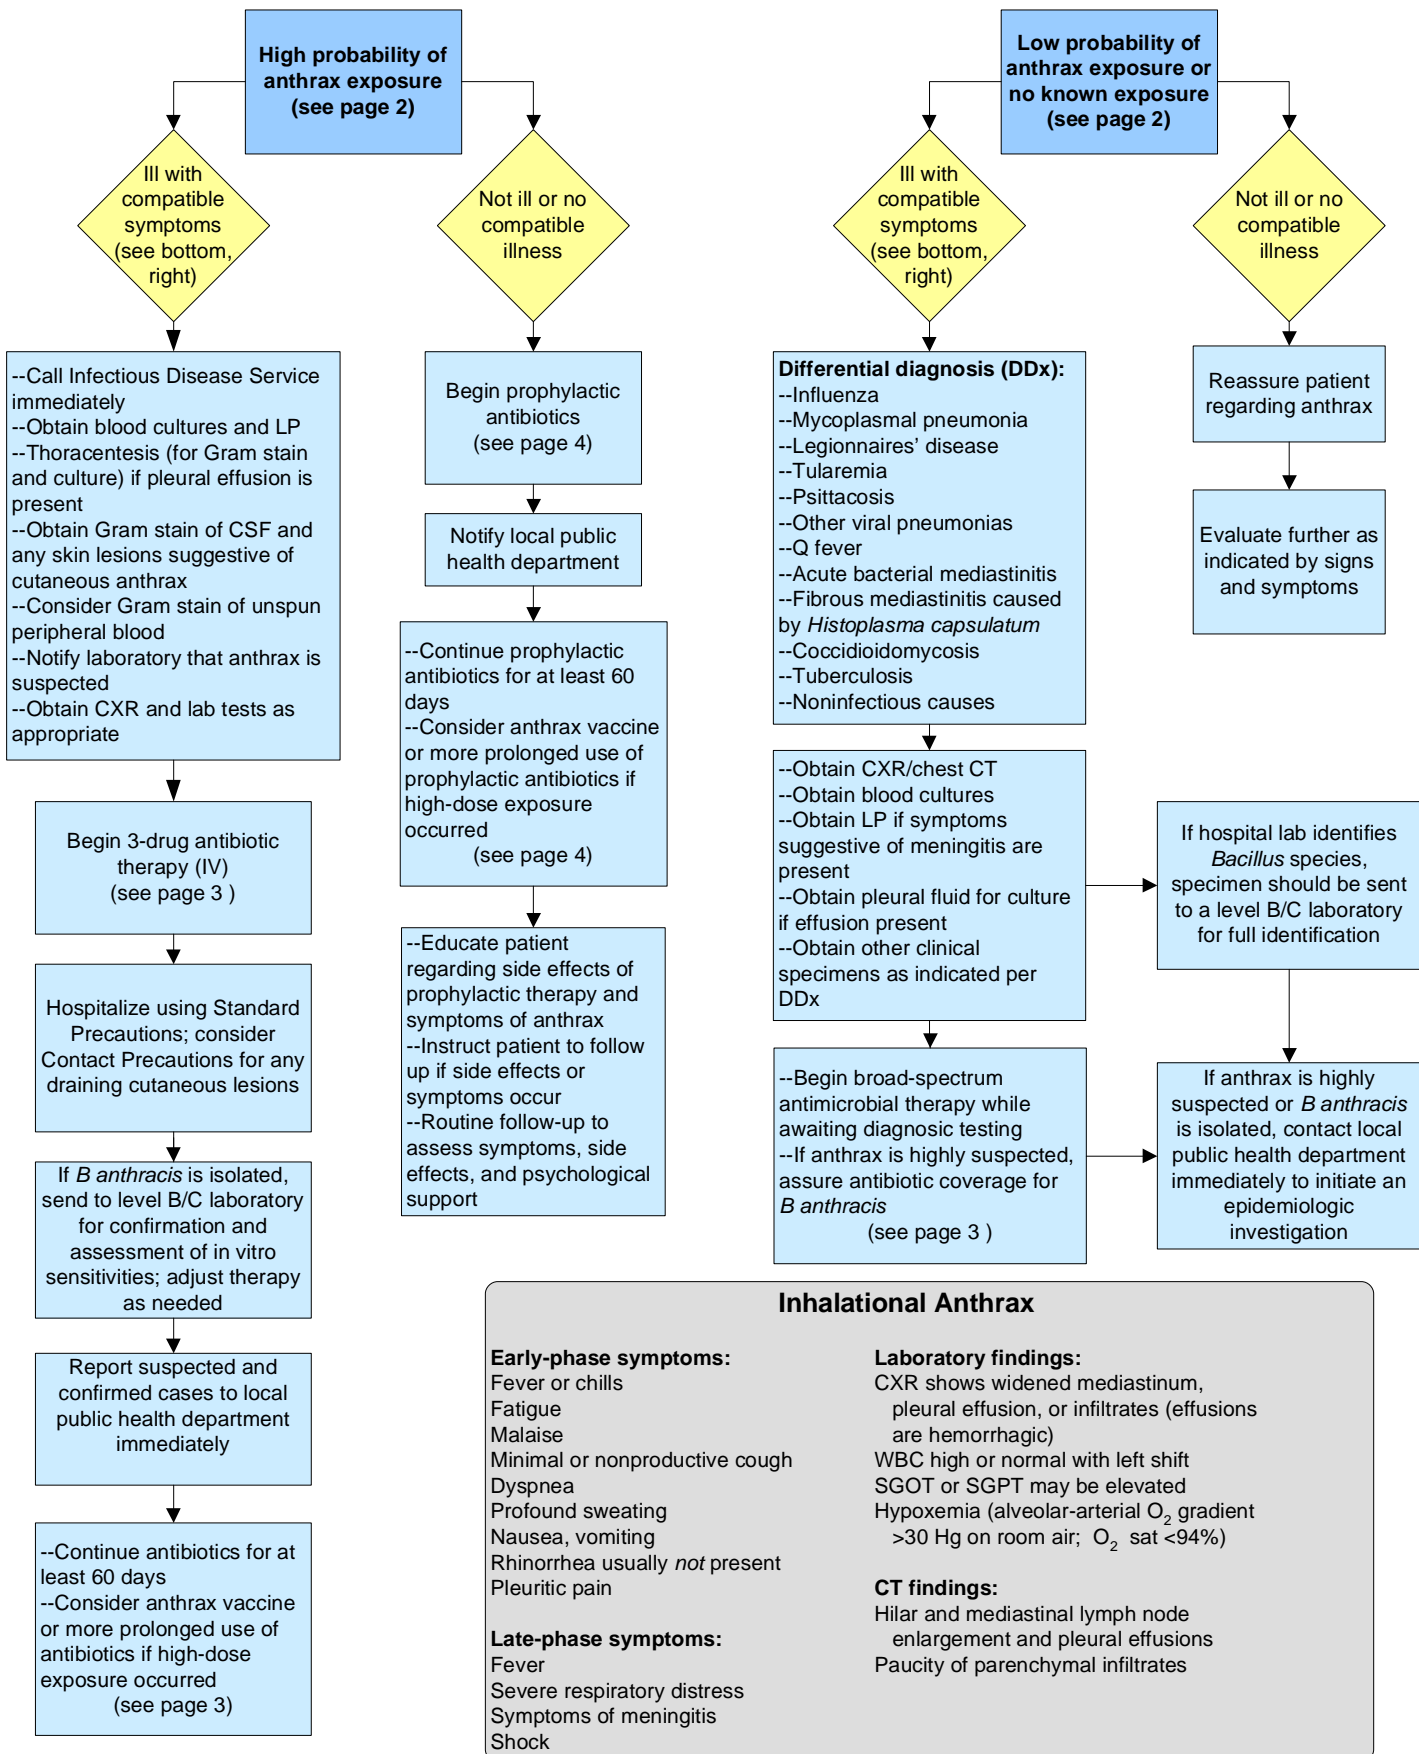 High probability of
anthrax exposure
(see page 2)
Ill with
compatible
symptoms
(see bottom,
right)
Not ill or no
compatible
illness
--Call Infectious Disease Service
immediately
--Obtain blood cultures and LP
--Thoracentesis (for Gram stain
and culture) if pleural effusion is
present
--Obtain Gram stain of CSF and
any skin lesions suggestive of
cutaneous anthrax
--Consider Gram stain of unspun
peripheral blood
--Notify laboratory that anthrax is
suspected
--Obtain CXR and lab tests as
appropriate
Begin 3-drug antibiotic
therapy (IV)
(see page 3 )
Hospitalize using Standard
Precautions; consider
Contact Precautions for any
draining cutaneous lesions
If B anthracis is isolated,
send to level B/C laboratory
for confirmation and
assessment of in vitro
sensitivities; adjust therapy
as needed
Report suspected and
confirmed cases to local
public health department
immediately
--Continue antibiotics for at
least 60 days
--Consider anthrax vaccine
or more prolonged use of
antibiotics if high-dose
exposure occurred
(see page 3)
Begin prophylactic
antibiotics
(see page 4)
Notify local public
health department
--Continue prophylactic
antibiotics for at least 60
days
--Consider anthrax vaccine
or more prolonged use of
prophylactic antibiotics if
high-dose exposure
occurred
(see page 4)
--Educate patient
regarding side effects of
prophylactic therapy and
symptoms of anthrax
--Instruct patient to follow
up if side effects or
symptoms occur
--Routine follow-up to
assess symptoms, side
effects, and psychological
support
Low probability of
anthrax exposure or
no known exposure
(see page 2)
Ill with
compatible
symptoms
(see bottom,
right)
Not ill or no
compatible
illness
Differential diagnosis (DDx):
--Influenza
--Mycoplasmal pneumonia
--Legionnaires’ disease
--Tularemia
--Psittacosis
--Other viral pneumonias
--Q fever
--Acute bacterial mediastinitis
--Fibrous mediastinitis caused
by Histoplasma capsulatum
--Coccidioidomycosis
--Tuberculosis
--Noninfectious causes
--Obtain CXR/chest CT
--Obtain blood cultures
--Obtain LP if symptoms
suggestive of meningitis are
present
--Obtain pleural fluid for culture
if effusion present
--Obtain other clinical
specimens as indicated per
DDx
--Begin broad-spectrum
antimicrobial therapy while
awaiting diagnostic testing
--If anthrax is highly suspected,
assure antibiotic coverage for
B anthracis
(see page 3 )
Reassure patient
regarding anthrax
Evaluate further as
indicated by signs
and symptoms
If hospital lab identifies
Bacillus species,
specimen should be sent
to a level B/C laboratory
for full identification
If anthrax is highly
suspected or B anthracis
is isolated, contact local
public health department
immediately to initiate an
epidemiologic
investigation
Inhalational Anthrax
Early-phase symptoms:
Fever or chills
Fatigue
Malaise
Minimal or nonproductive cough
Dyspnea
Profound sweating
Nausea, vomiting
Rhinorrhea usually not present
Pleuritic pain
Late-phase symptoms:
Fever
Severe respiratory distress
Symptoms of meningitis
Shock
Laboratory findings:
CXR shows widened mediastinum,
pleural effusion, or infiltrates (effusions
are hemorrhagic)
WBC high or normal with left shift
SGOT or SGPT may be elevated
Hypoxemia (alveolar-arterial O2 gradient
>30 Hg on room air; O2 sat <94%)
CT findings:
Hilar and mediastinal lymph node
enlargement and pleural effusions
Paucity of parenchymal infiltrates